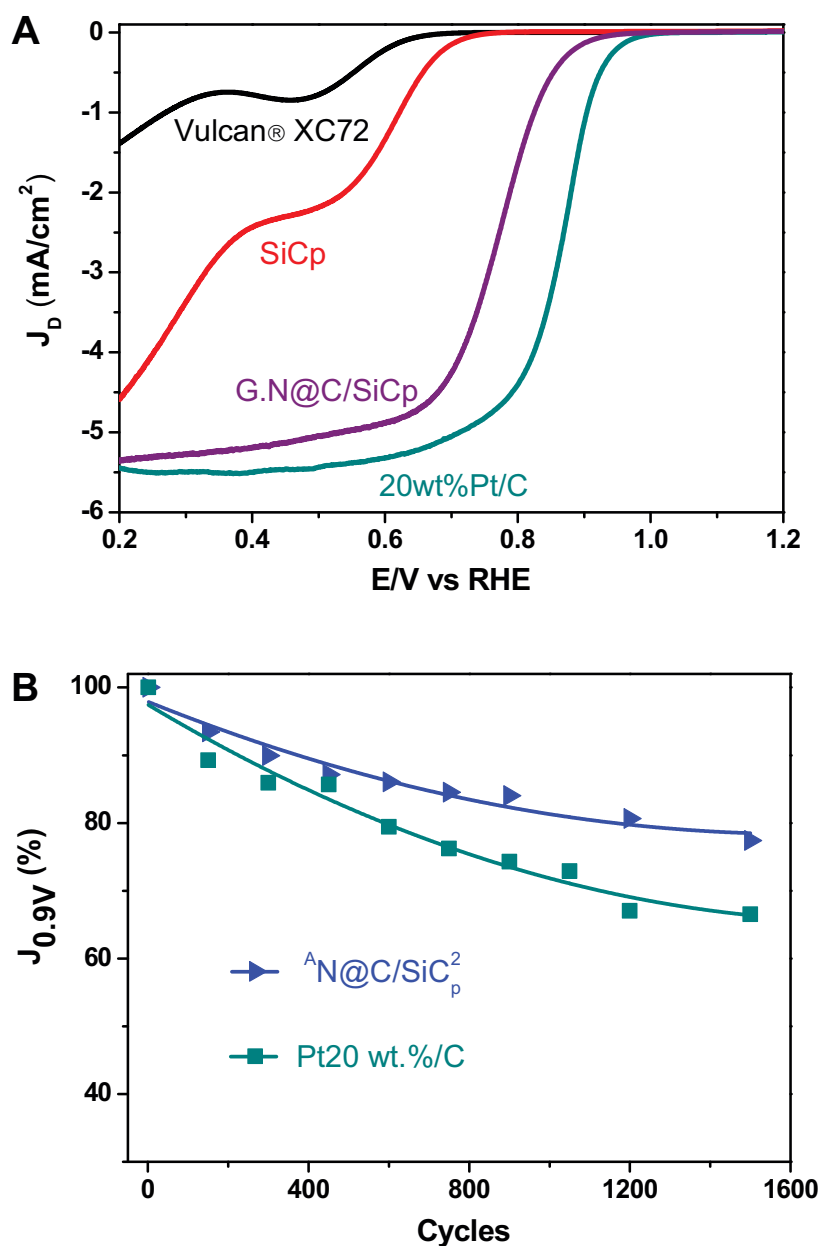 A
0
-1
-2
-3
-4
-5
-6
J_D (mA/cm²)
Vulcan® XC72
SiCp
G.N@C/SiCp
20wt%Pt/C
0.2 0.4 0.6 0.8 1.0 1.2
E/V vs RHE
B
100
80
60
40
J_0.9V (%)
ᴬN@C/SiC_p²
Pt20 wt.%/C
0 400 800 1200 1600
Cycles